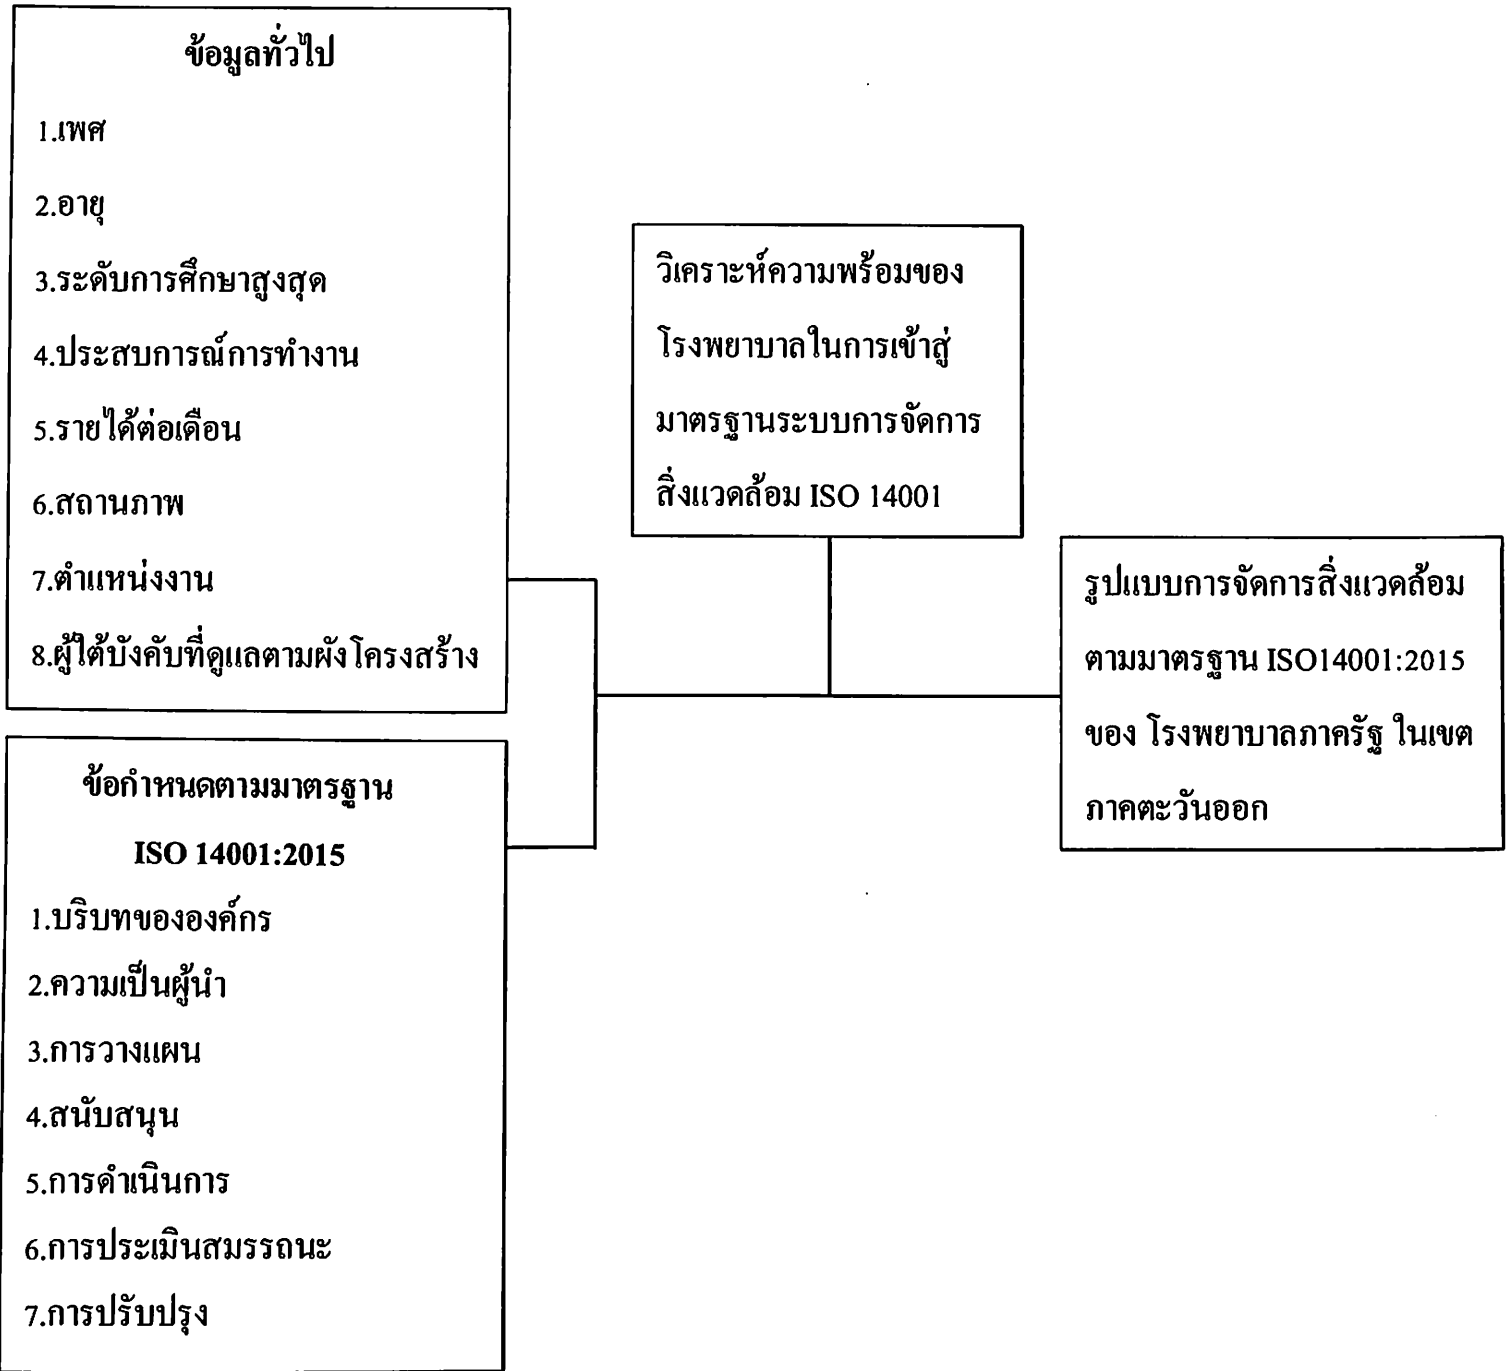 ข้อมูลทั่วไป
1.เพศ
2.อายุ
3.ระดับการศึกษาสูงสุด
4.ประสบการณ์การทำงาน
5.รายได้ต่อเดือน
6.สถานภาพ
7.ตำแหน่งงาน
8.ผู้ใต้บังคับที่ดูแลตามผังโครงสร้าง
ข้อกำหนดตามมาตรฐาน
ISO 14001:2015
1.บริบทขององค์กร
2.ความเป็นผู้นำ
3.การวางแผน
4.สนับสนุน
5.การดำเนินการ
6.การประเมินสมรรถนะ
7.การปรับปรุง
วิเคราะห์ความพร้อมของ
โรงพยาบาลในการเข้าสู่
มาตรฐานระบบการจัดการ
สิ่งแวดล้อม ISO 14001
รูปแบบการจัดการสิ่งแวดล้อม
ตามมาตรฐาน ISO14001:2015
ของ โรงพยาบาลภาครัฐ ในเขต
ภาคตะวันออก